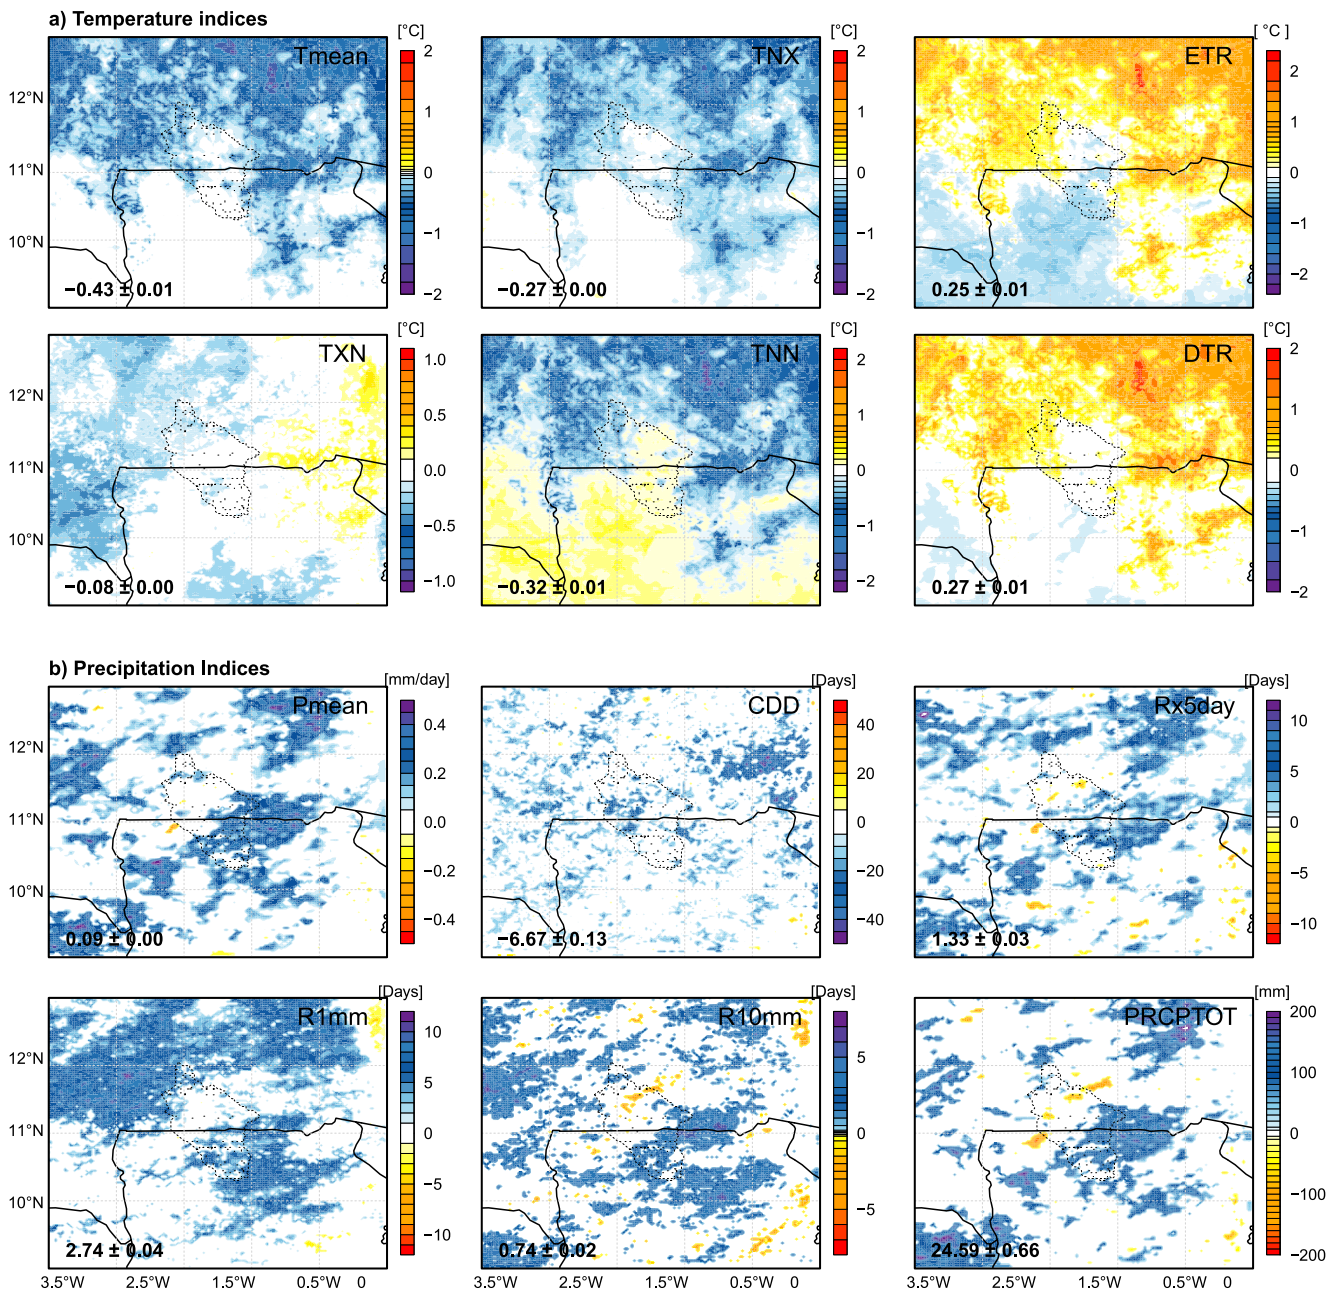 a) Temperature indices
[°C]
Tmean
12°N
11°N
10°N
−0.43 ± 0.01
2
1
0
−1
−2
[°C]
TNX
−0.27 ± 0.00
2
1
0
−1
−2
[ °C]
ETR
0.25 ± 0.01
2
1
0
−1
−2
[°C]
TXN
12°N
11°N
10°N
−0.08 ± 0.00
1.0
0.5
0.0
−0.5
−1.0
[°C]
TNN
−0.32 ± 0.01
2
1
0
−1
−2
[°C]
DTR
0.27 ± 0.01
2
1
0
−1
−2
b) Precipitation Indices
[mm/day]
Pmean
12°N
11°N
10°N
0.09 ± 0.00
0.4
0.2
0.0
−0.2
−0.4
[Days]
CDD
−6.67 ± 0.13
40
20
0
−20
−40
[Days]
Rx5day
1.33 ± 0.03
10
5
0
−5
−10
[Days]
R1mm
12°N
11°N
10°N
2.74 ± 0.04
10
5
0
−5
−10
3.5°W 2.5°W 1.5°W 0.5°W 0
[Days]
R10mm
0.74 ± 0.02
5
0
−5
3.5°W 2.5°W 1.5°W 0.5°W 0
[mm]
PRCPTOT
24.59 ± 0.66
200
100
0
−100
−200
3.5°W 2.5°W 1.5°W 0.5°W 0